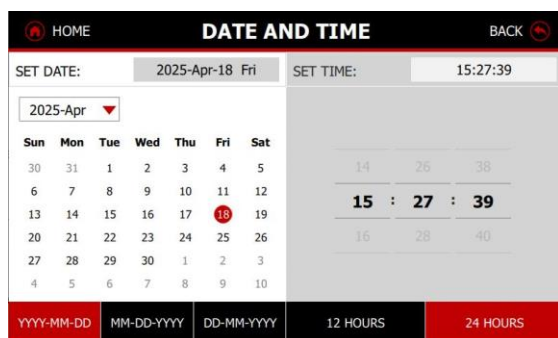 HOME DATE AND TIME BACK
SET DATE: 2025-Apr-18 Fri SET TIME: 15:27:39
2025-Apr
Sun Mon Tue Wed Thu Fri Sat
30 31 1 2 3 4 5
6 7 8 9 10 11 12
13 14 15 16 17 18 19
20 21 22 23 24 25 26
27 28 29 30 1 2 3
4 5 6 7 8 9 10
14 26 38
15 : 27 : 39
16 28 40
YYYY-MM-DD MM-DD-YYYY DD-MM-YYYY 12 HOURS 24 HOURS